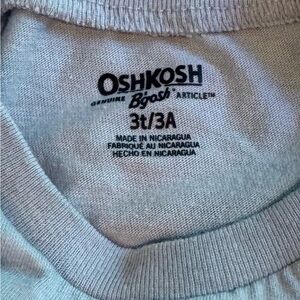 OSHKOSH
GENUINE B'gosh ARTICLE™
3t/3A
MADE IN NICARAGUA
FABRIQUÉ AU NICARAGUA
HECHO EN NICARAGUA